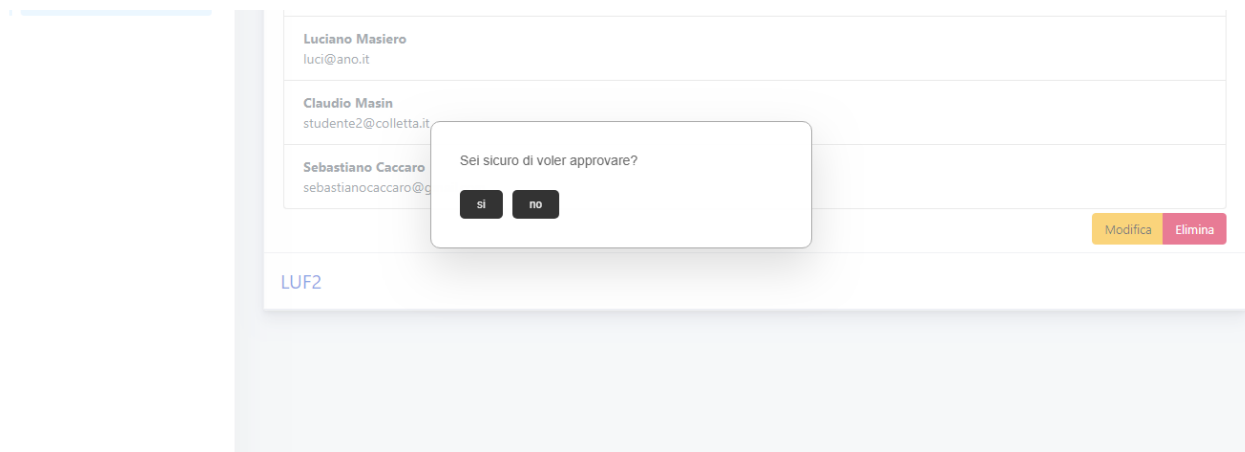 Luciano Masiero
luci@ano.it
Claudio Masin
studente2@colletta.it
Sebastiano Caccaro
sebastianocaccaro@g
Sei sicuro di voler approvare?
si no
Modifica Elimina
LUF2